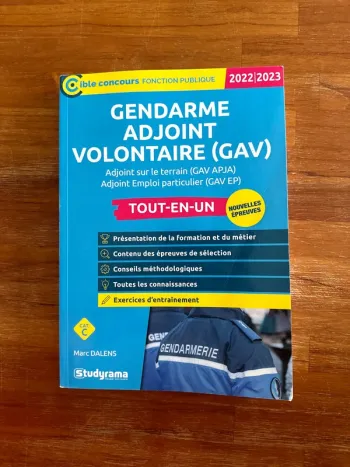 Cible concours FONCTION PUBLIQUE 2022|2023
GENDARME
ADJOINT
VOLONTAIRE (GAV)
Adjoint sur le terrain (GAV APJA)
Adjoint Emploi particulier (GAV EP)
TOUT-EN-UN
NOUVELLES
ÉPREUVES
Présentation de la formation et du métier
Contenu des épreuves de sélection
Conseils méthodologiques
Toutes les connaissances
Exercices d'entraînement
CAT.
C
Marc DALENS
GENDARMERIE
Studyrama